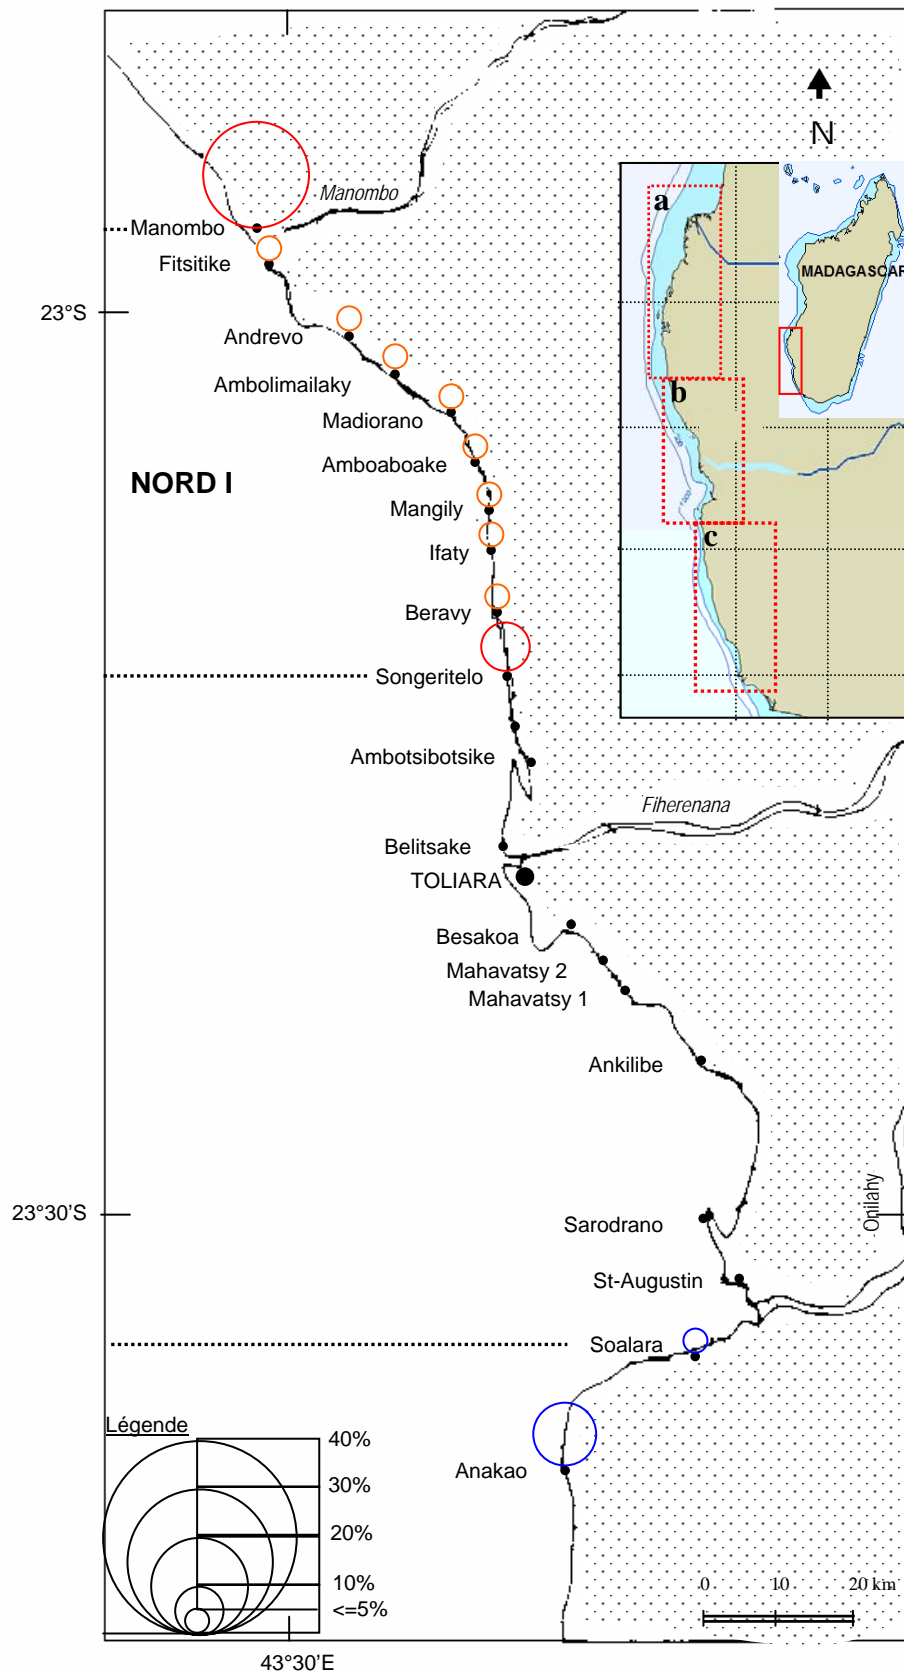 N
Manombo
Manombo
Fitsitike
a
MADAGASCAR
23°S
Andrevo
Ambolimailaky
b
Madiorano
Amboaboake
NORD I
Mangily
c
Ifaty
Beravy
Songeritelo
Ambotsibotsike
Fiherenana
Belitsake
TOLIARA
Besakoa
Mahavatsy 2
Mahavatsy 1
Ankilibe
Onilahy
23°30'S
Sarodrano
St-Augustin
Soalara
Légende
40%
Anakao
30%
20%
10%
<=5%
0 10 20 km
43°30'E